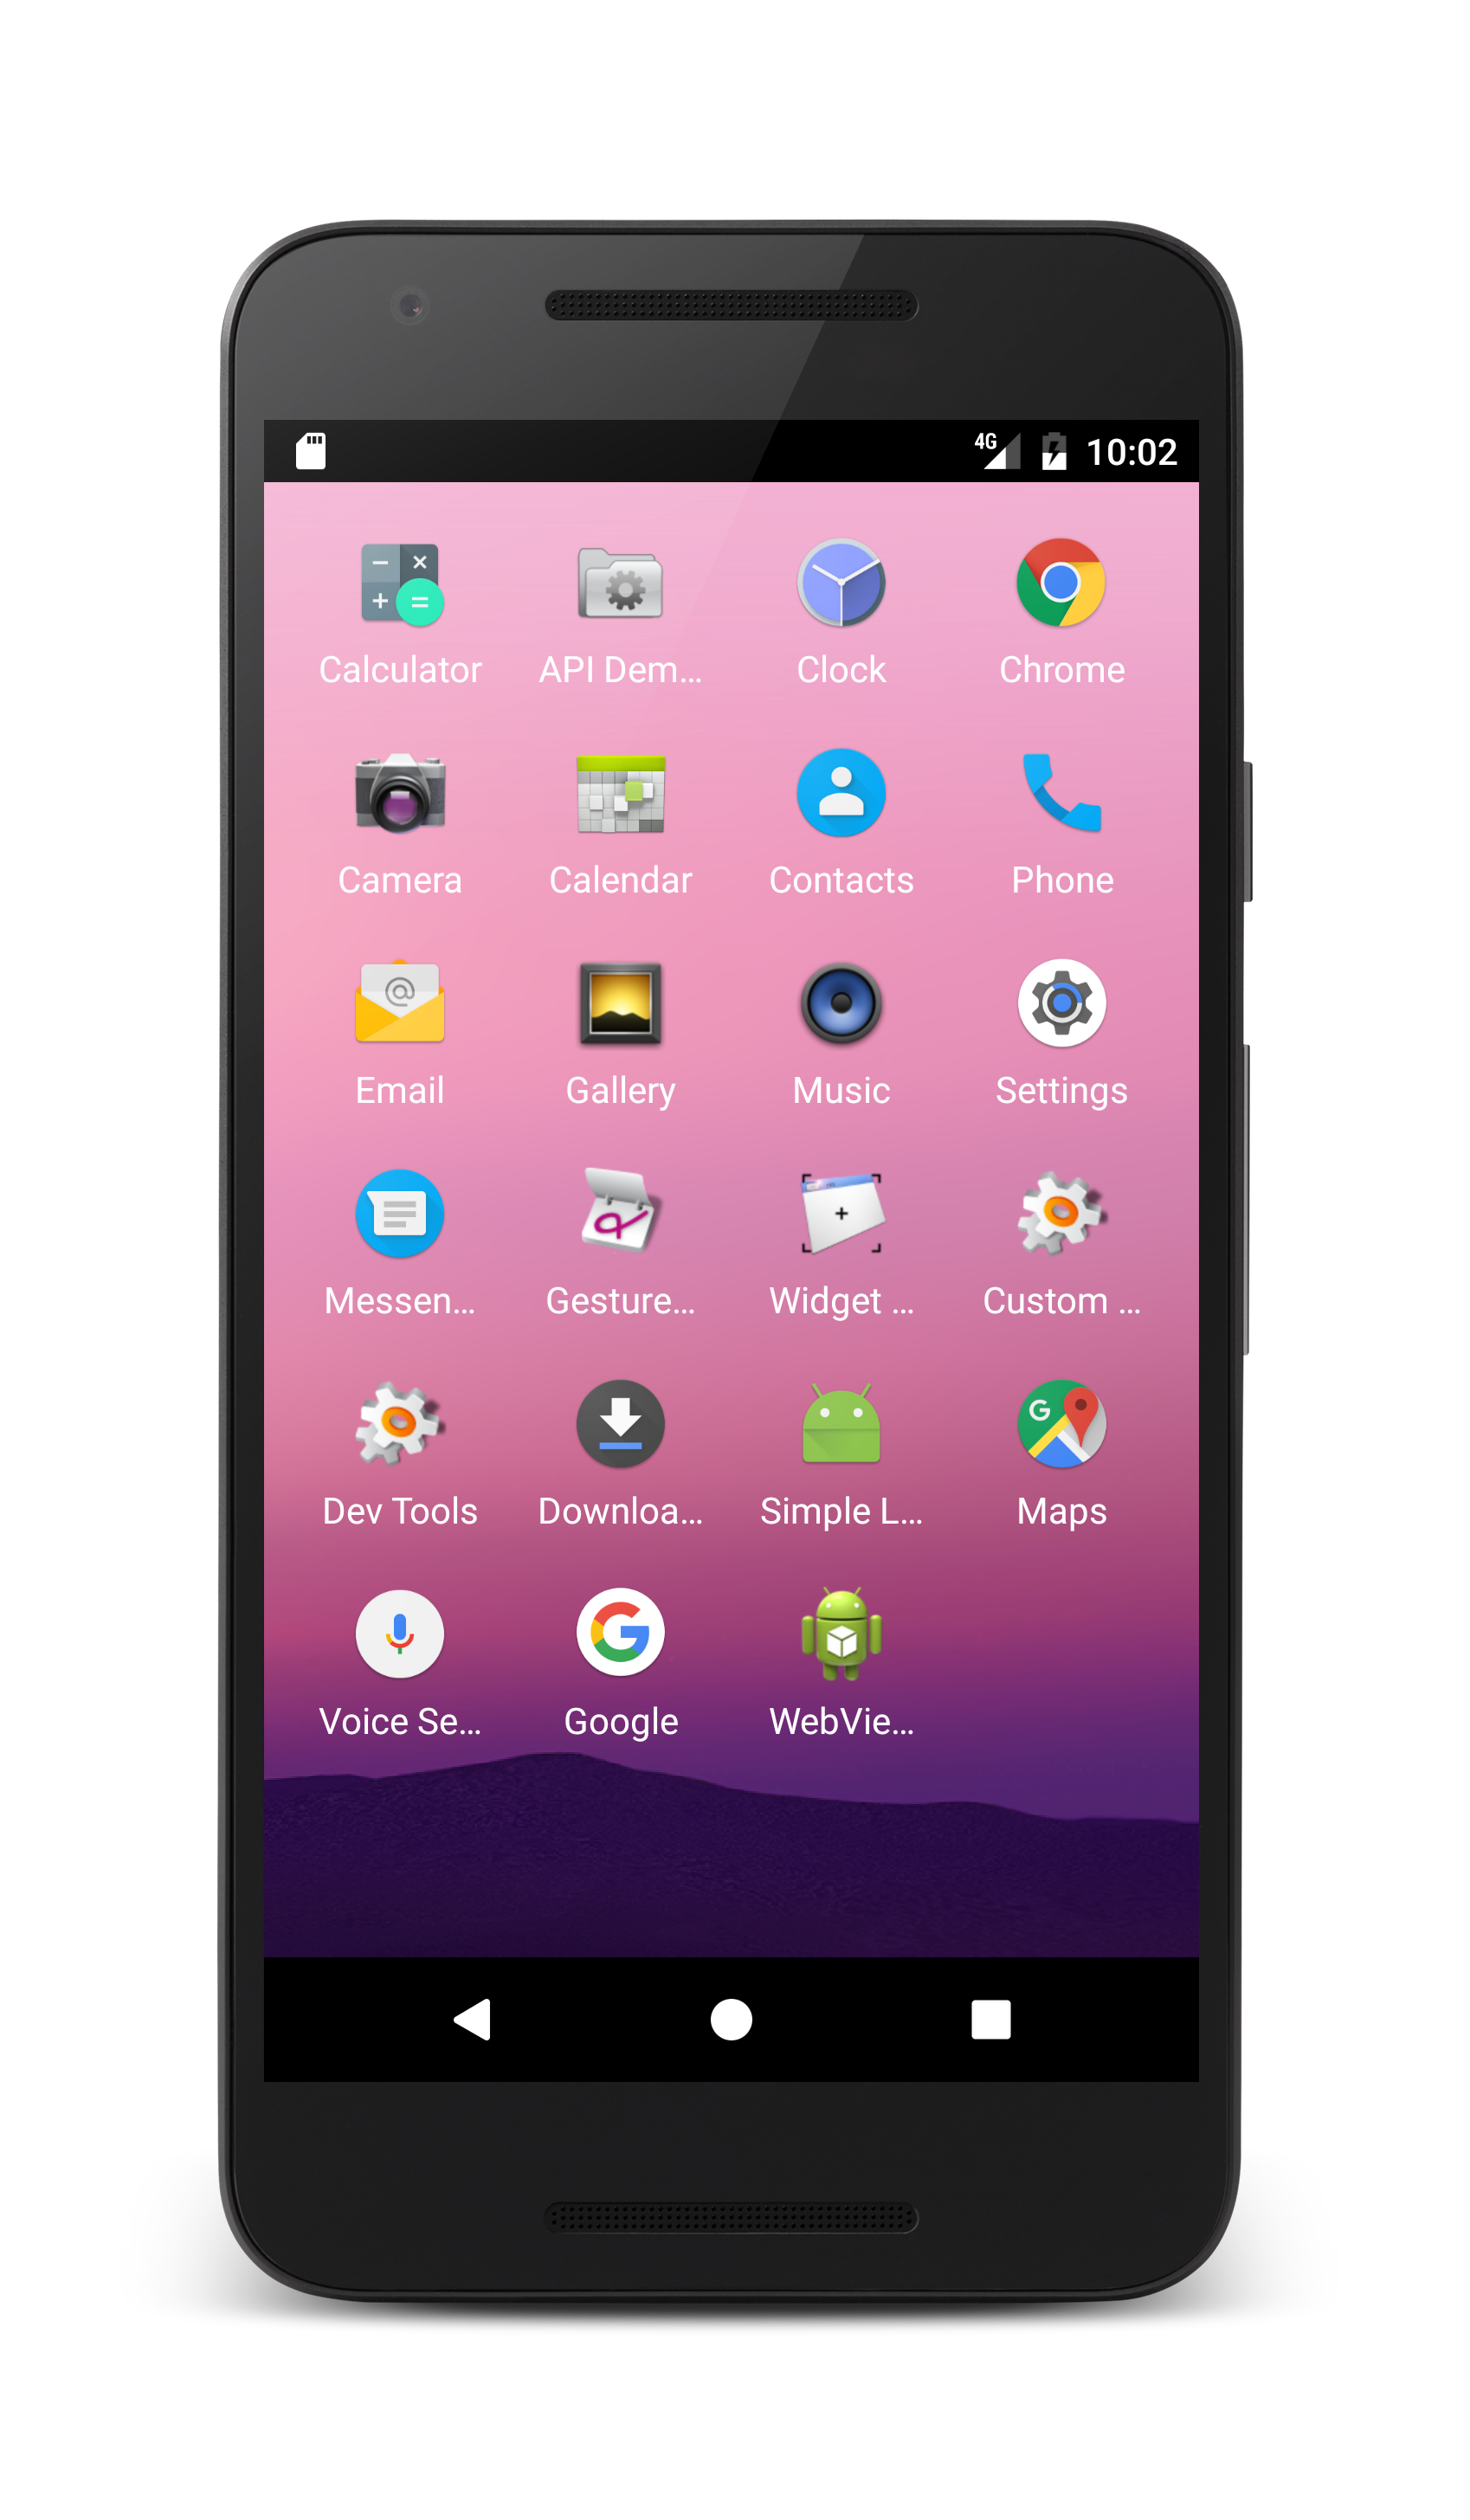 4G 10:02
Calculator API Dem… Clock Chrome
Camera Calendar Contacts Phone
Email Gallery Music Settings
Messen… Gesture… Widget … Custom …
Dev Tools Downloa… Simple L… Maps
Voice Se… Google WebVie…